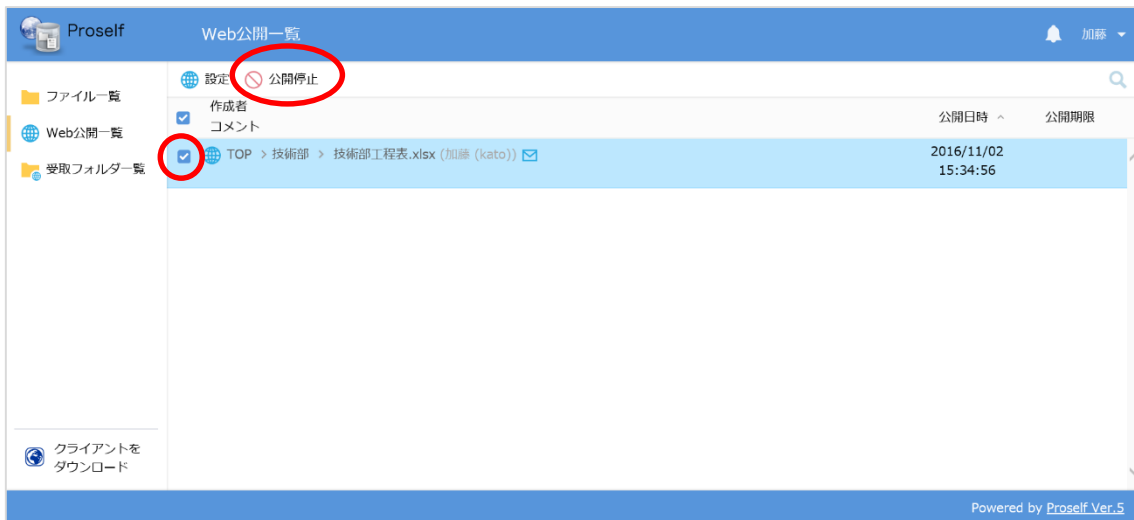 Proself
Web公開一覧
加藤
ファイル一覧
Web公開一覧
受取フォルダ一覧
設定 公開停止
作成者
コメント
公開日時 公開期限
TOP > 技術部 > 技術部工程表.xlsx (加藤 (kato))
2016/11/02
15:34:56
クライアントを
ダウンロード
Powered by Proself Ver.5